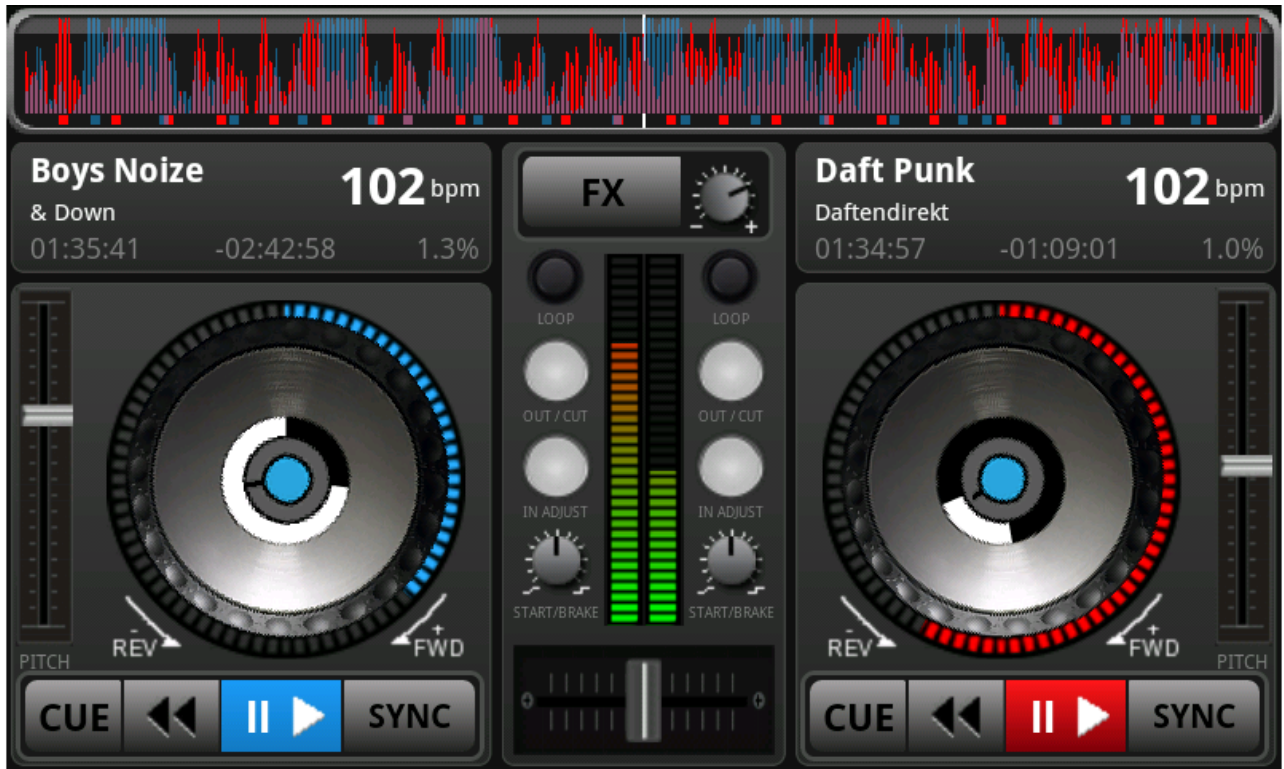 Boys Noize
102 bpm
& Down
01:35:41 -02:42:58 1.3%
FX
- +
Daft Punk
102 bpm
Daftendirekt
01:34:57 -01:09:01 1.0%
LOOP LOOP
OUT / CUT OUT / CUT
IN ADJUST IN ADJUST
START/BRAKE START/BRAKE
- REV
+ FWD
PITCH
- REV
+ FWD
PITCH
CUE SYNC
CUE SYNC